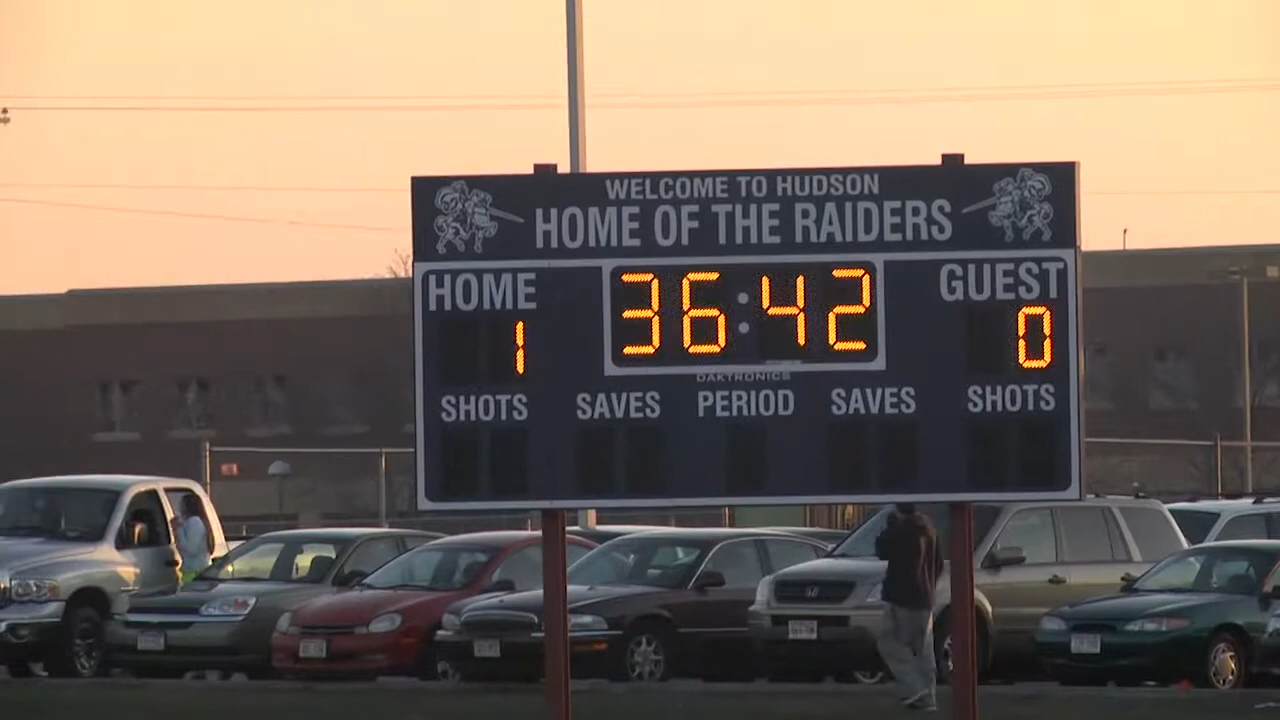 WELCOME TO HUDSON
HOME OF THE RAIDERS
HOME 36:42 GUEST
1 0
DAKTRONICS
SHOTS SAVES PERIOD SAVES SHOTS